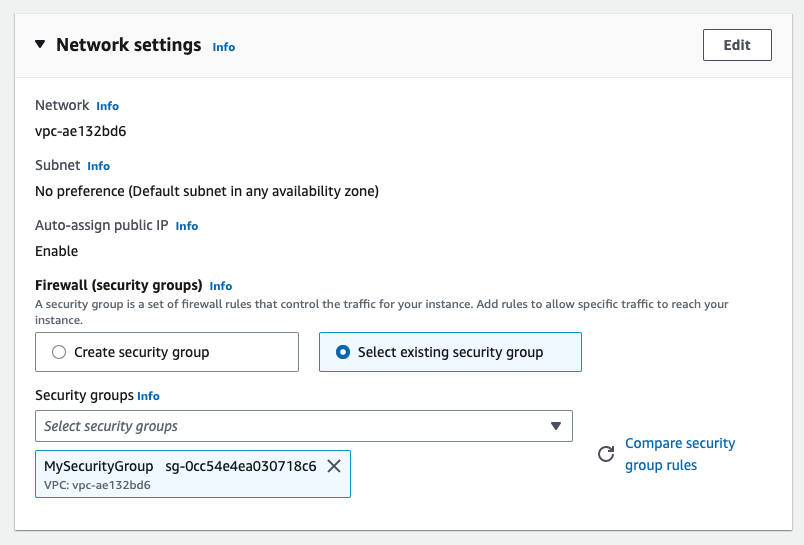 Network settings Info
Edit
Network Info
vpc-ae132bd6
Subnet Info
No preference (Default subnet in any availability zone)
Auto-assign public IP Info
Enable
Firewall (security groups) Info
A security group is a set of firewall rules that control the traffic for your instance. Add rules to allow specific traffic to reach your
instance.
Create security group
Select existing security group
Security groups Info
Select security groups
Compare security
group rules
MySecurityGroup sg-0cc54e4ea030718c6
VPC: vpc-ae132bd6